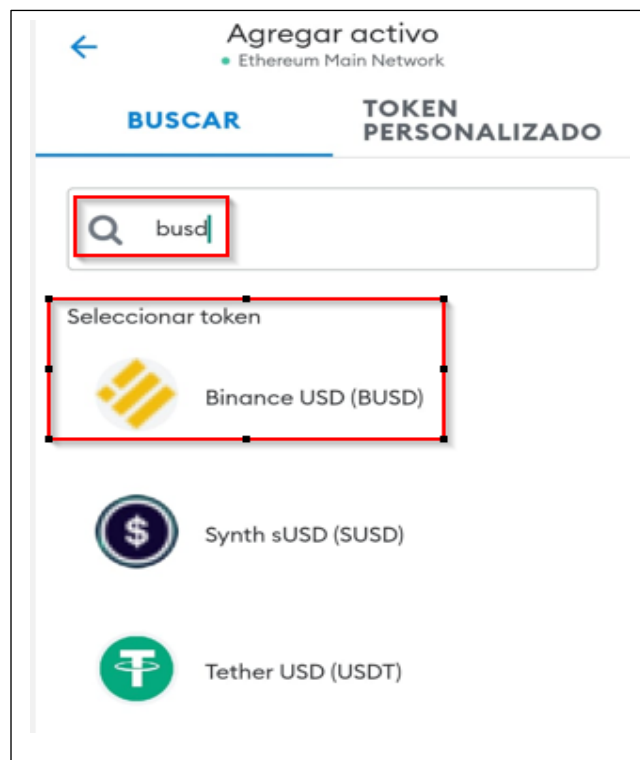 Agregar activo
Ethereum Main Network
BUSCAR
TOKEN
PERSONALIZADO
busd
Seleccionar token
Binance USD (BUSD)
Synth sUSD (SUSD)
Tether USD (USDT)